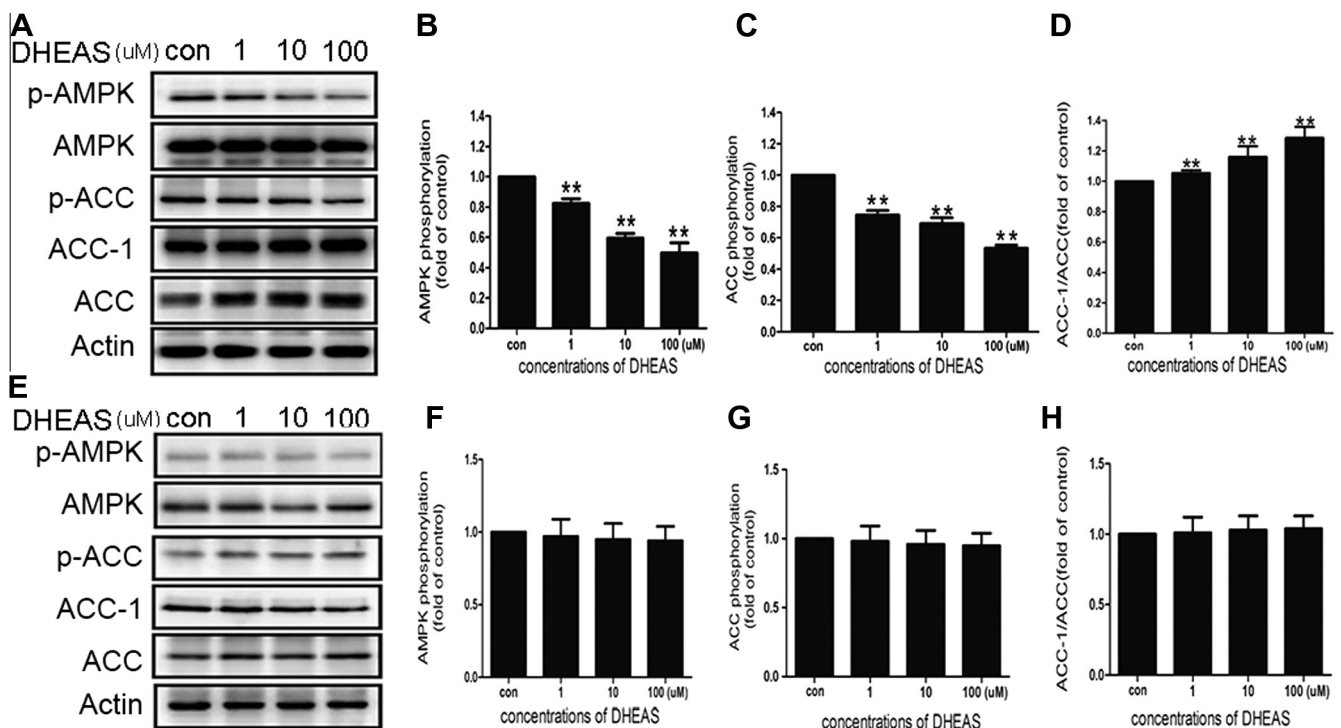 A
DHEAS (uM) con 1 10 100
p-AMPK
AMPK
p-ACC
ACC-1
ACC
Actin
B
AMPK phosphorylation
(fold of control)
1.4
1.2
1.0
0.8
0.6
0.4
0.2
0.0
** ** **
con 1 10 100 (uM)
concentrations of DHEAS
C
ACC phosphorylation
(fold of control)
1.4
1.2
1.0
0.8
0.6
0.4
0.2
0.0
** ** **
con 1 10 100 (uM)
concentrations of DHEAS
D
ACC-1/ACC(fold of control)
1.4
1.2
1.0
0.8
0.6
0.4
0.2
0.0
** ** **
con 1 10 100 (uM)
concentrations of DHEAS
E
DHEAS (uM) con 1 10 100
p-AMPK
AMPK
p-ACC
ACC-1
ACC
Actin
F
AMPK phosphorylation
(fold of control)
1.5
1.0
0.5
0.0
con 1 10 100 (uM)
concentrations of DHEAS
G
ACC phosphorylation
(fold of control)
1.5
1.0
0.5
0.0
con 1 10 100 (uM)
concentrations of DHEAS
H
ACC-1/ACC(fold of control)
1.5
1.0
0.5
0.0
con 1 10 100 (uM)
concentrations of DHEAS